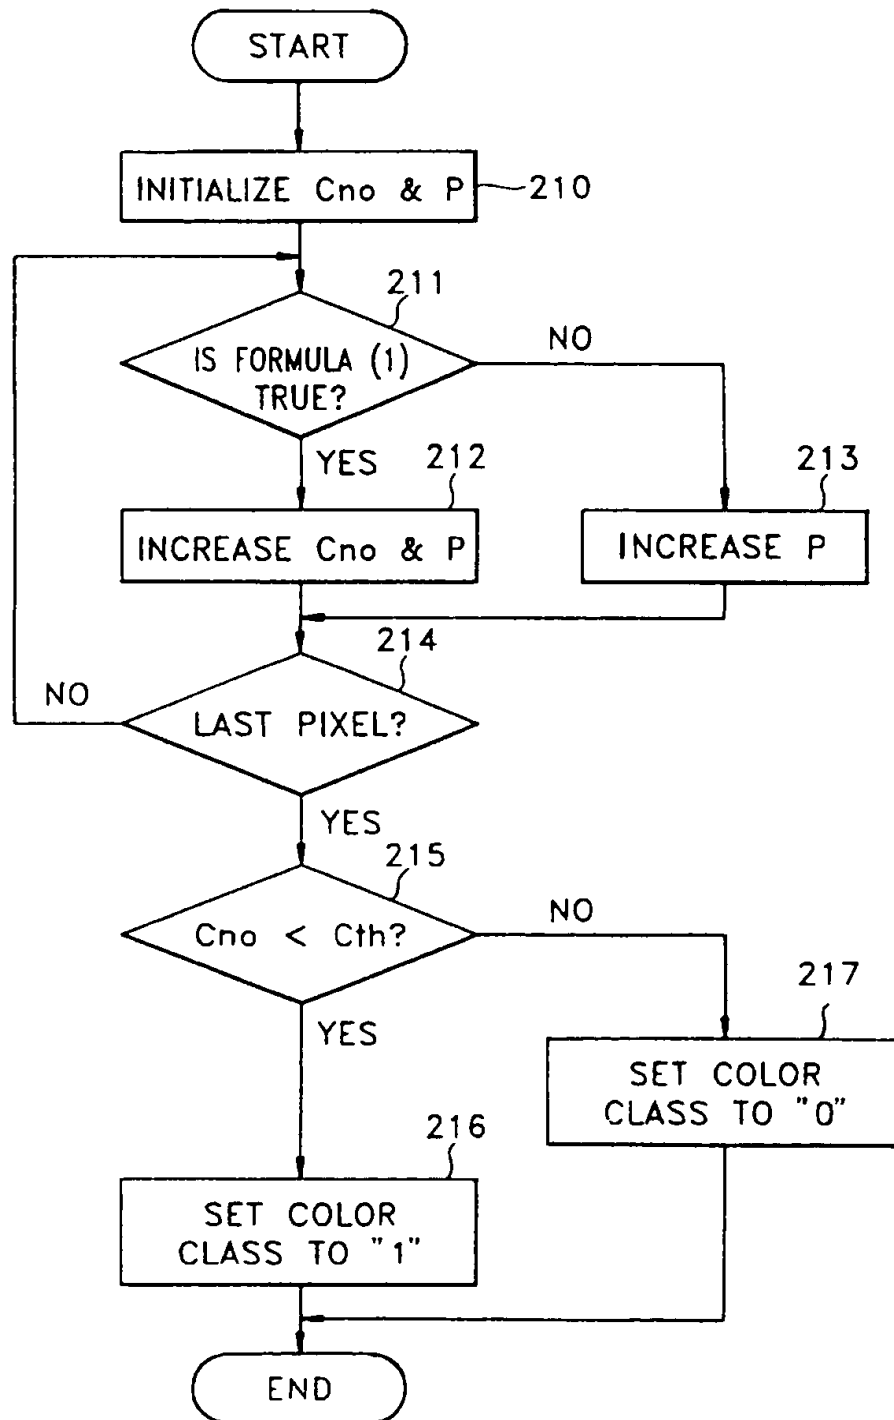 START
INITIALIZE Cno & P
210
211
IS FORMULA (1)
TRUE?
NO
YES
212
INCREASE Cno & P
213
INCREASE P
214
LAST PIXEL?
NO
YES
215
Cno < Cth?
NO
YES
217
SET COLOR
CLASS TO "0"
216
SET COLOR
CLASS TO "1"
END